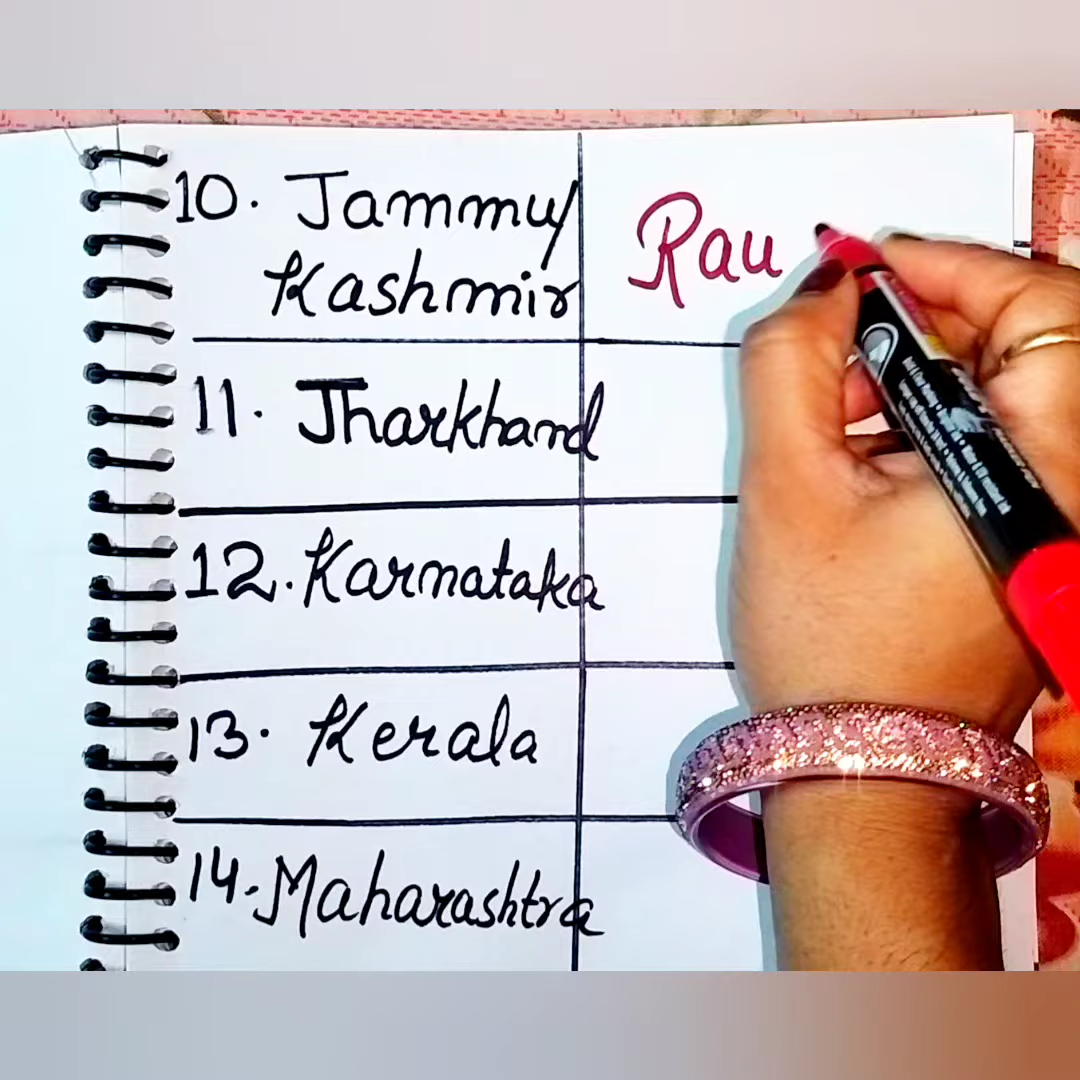 10. Jammu/ Rau
Kashmir
11. Jharkhand
12. Karnataka
13. Kerala
14. Maharashtra